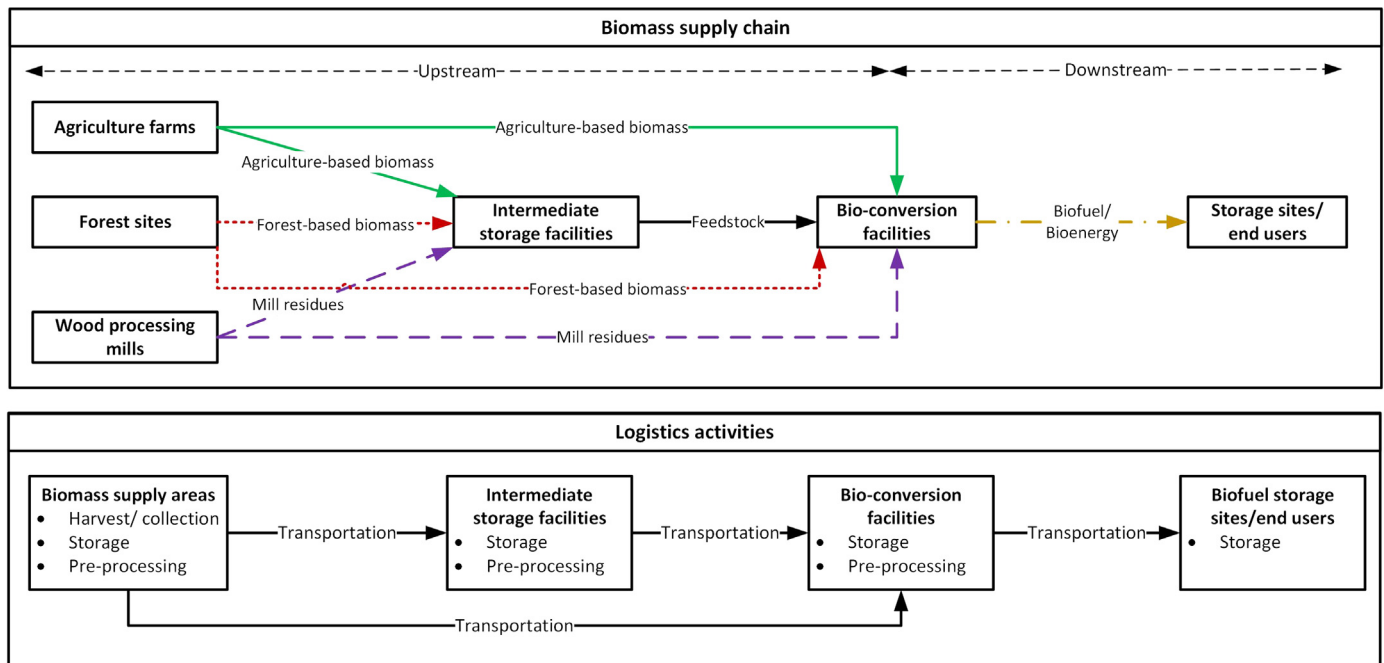 Biomass supply chain
Upstream
Downstream
Agriculture farms
Agriculture-based biomass
Agriculture-based biomass
Forest sites
Forest-based biomass
Intermediate
storage facilities
Feedstock
Bio-conversion
facilities
Biofuel/
Bioenergy
Storage sites/
end users
Forest-based biomass
Mill residues
Wood processing
mills
Mill residues
Logistics activities
Biomass supply areas
• Harvest/ collection
• Storage
• Pre-processing
Transportation
Intermediate
storage facilities
• Storage
• Pre-processing
Transportation
Bio-conversion
facilities
• Storage
• Pre-processing
Transportation
Biofuel storage
sites/end users
• Storage
Transportation